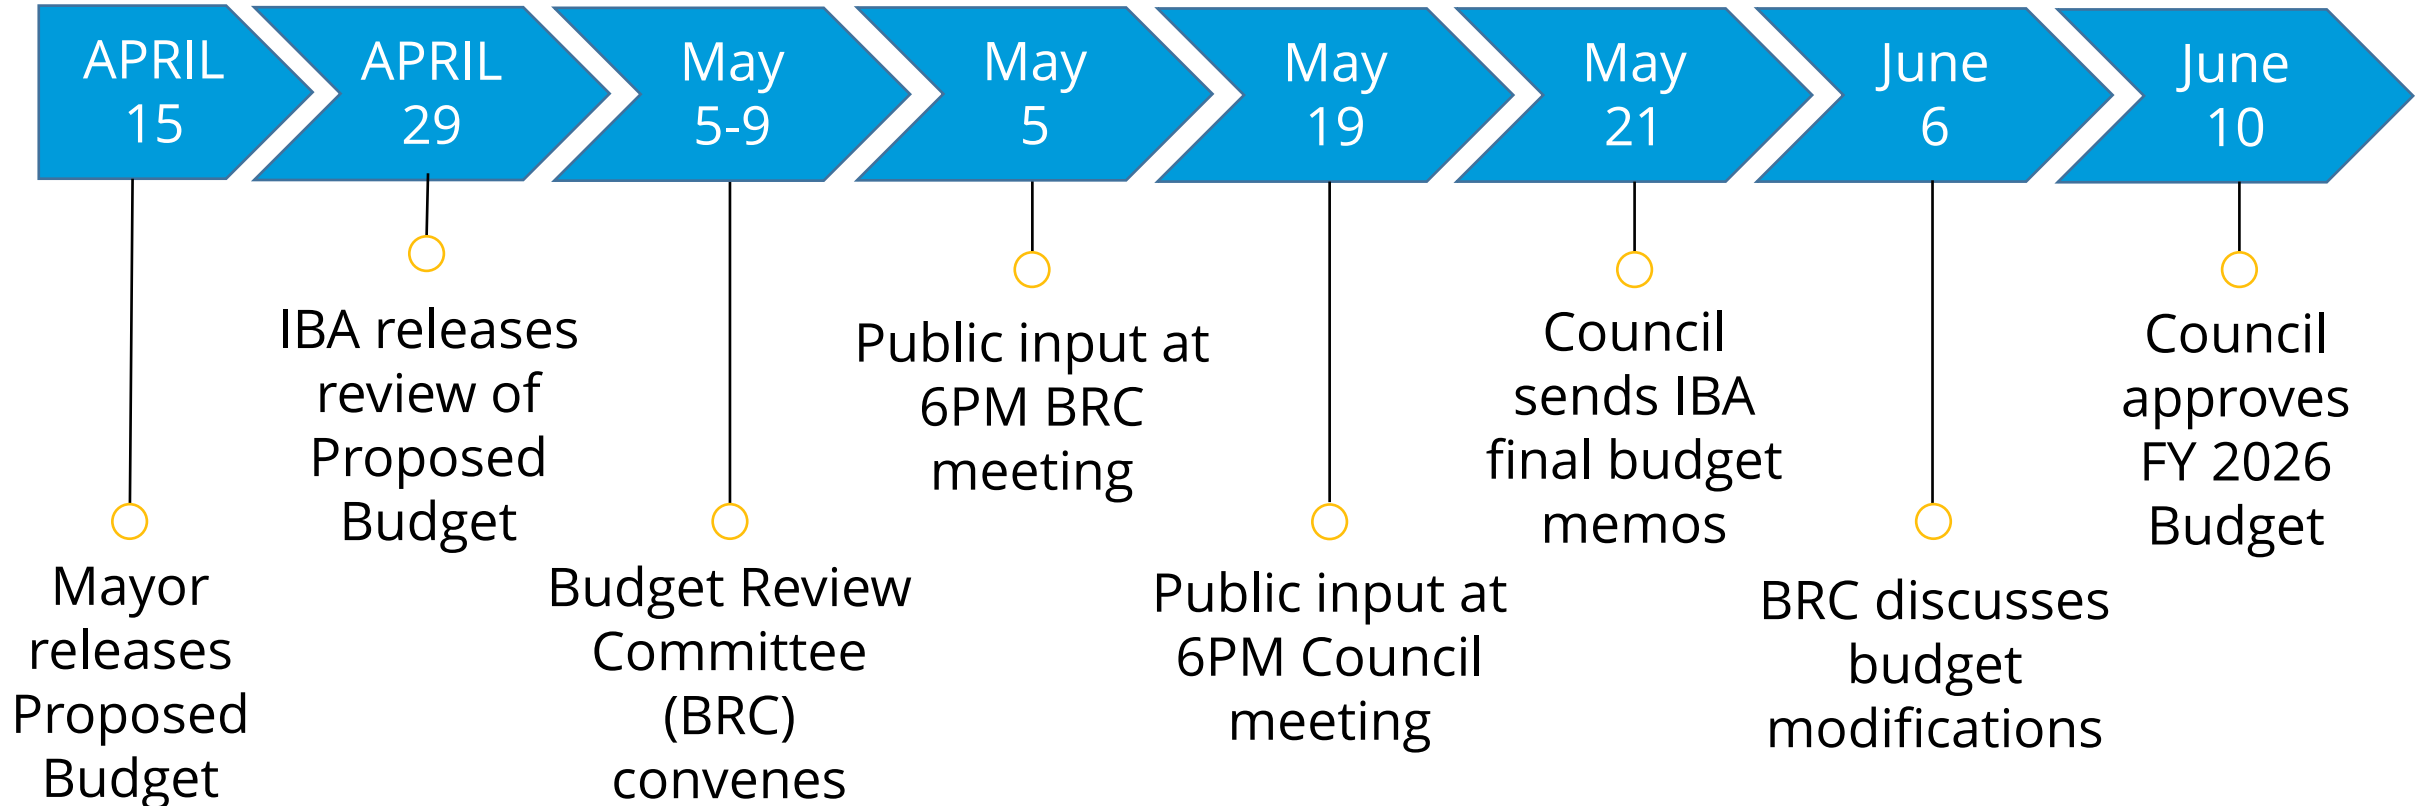 APRIL
15
APRIL
29
May
5-9
May
5
May
19
May
21
June
6
June
10
Mayor
releases
Proposed
Budget
IBA releases
review of
Proposed
Budget
Budget Review
Committee
(BRC)
convenes
Public input at
6PM BRC
meeting
Public input at
6PM Council
meeting
Council
sends IBA
final budget
memos
BRC discusses
budget
modifications
Council
approves
FY 2026
Budget